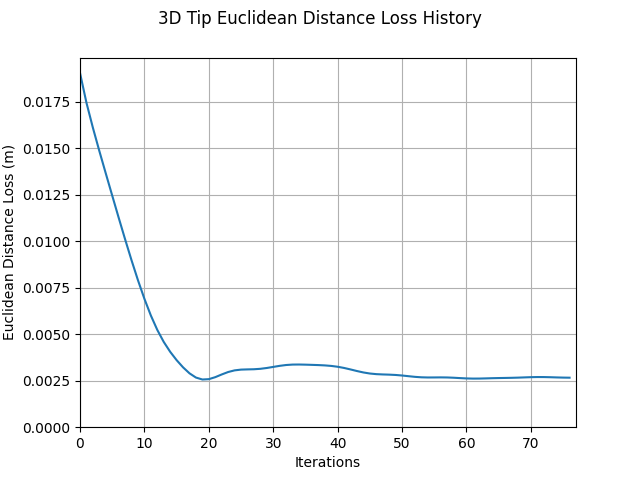 3D Tip Euclidean Distance Loss History
Euclidean Distance Loss (m)
0.0175
0.0150
0.0125
0.0100
0.0075
0.0050
0.0025
0.0000
0 10 20 30 40 50 60 70
Iterations